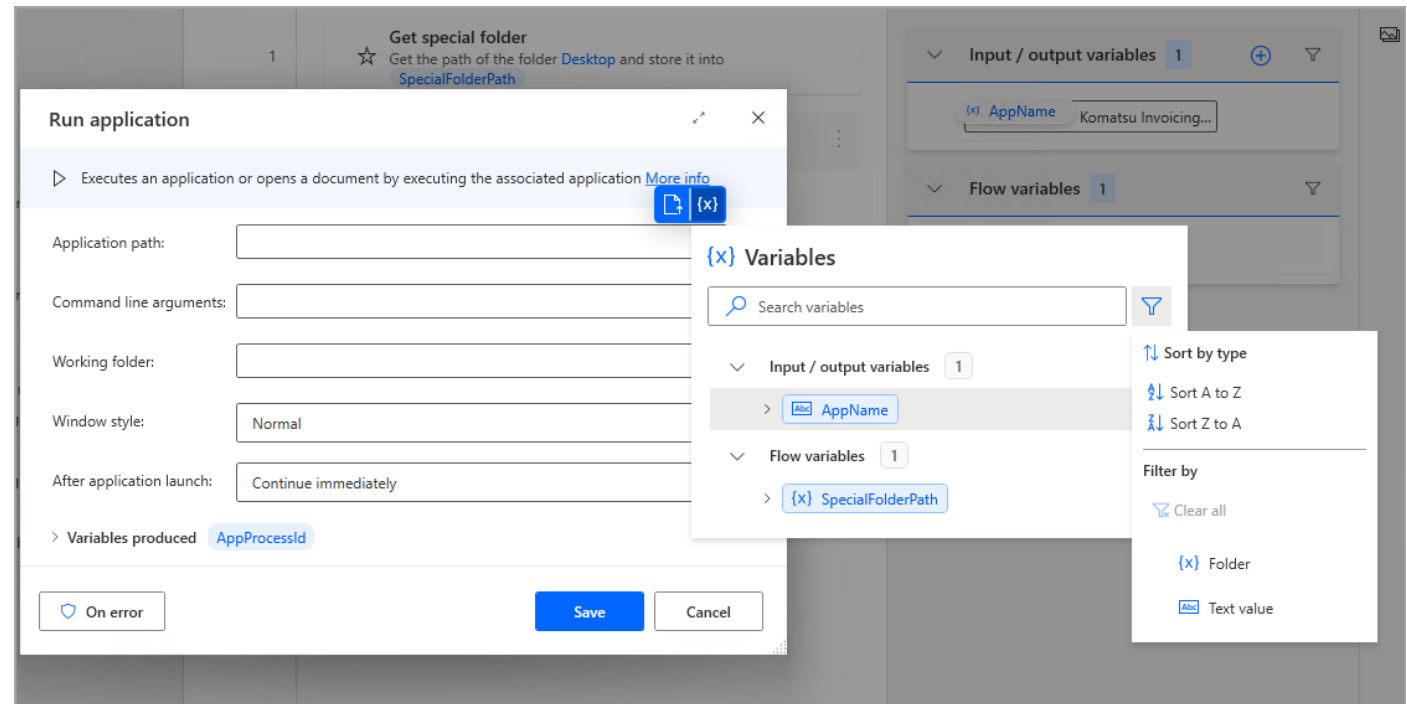 Get special folder
1
Get the path of the folder Desktop and store it into
SpecialFolderPath
Input / output variables 1
{x} AppName Komatsu Invoicing...
Flow variables 1
Run application
Executes an application or opens a document by executing the associated application More info
{x}
Application path:
Command line arguments:
Working folder:
Window style: Normal
After application launch: Continue immediately
Variables produced AppProcessId
On error Save Cancel
{x} Variables
Search variables
Input / output variables 1
Abc AppName
Flow variables 1
{x} SpecialFolderPath
Sort by type
Sort A to Z
Sort Z to A
Filter by
Clear all
{x} Folder
Abc Text value